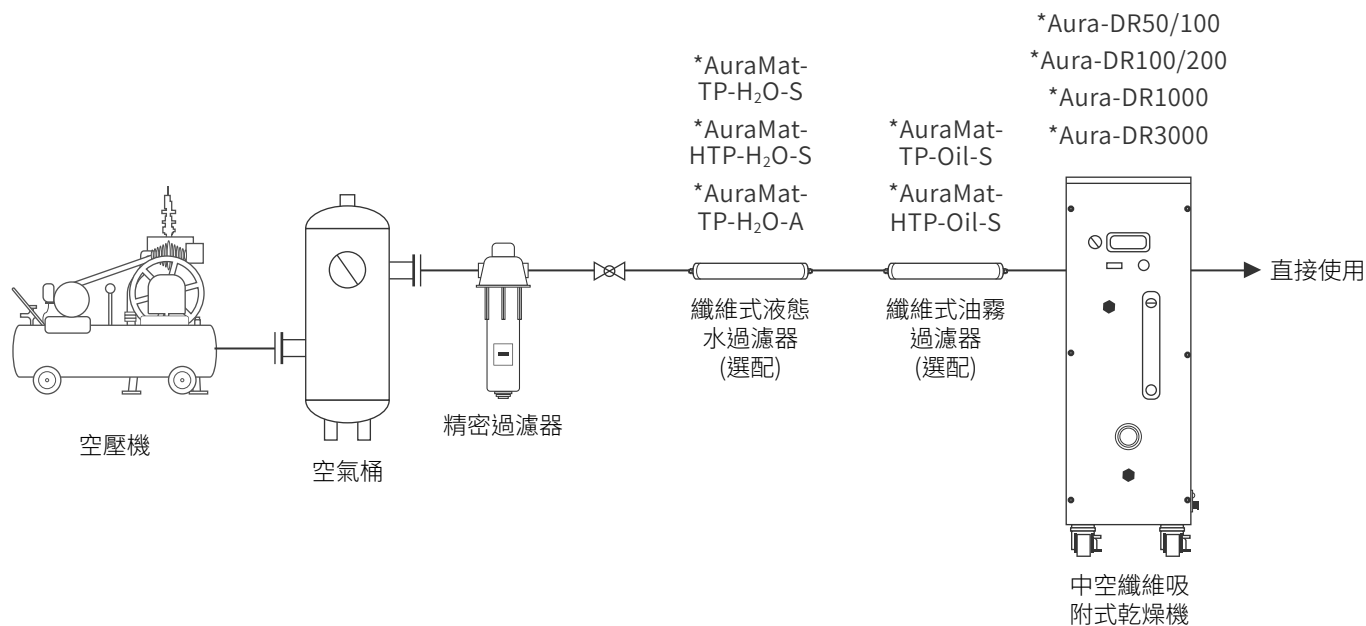 *Aura-DR50/100
*Aura-DR100/200
*Aura-DR1000
*Aura-DR3000
*AuraMat-
TP-H₂O-S
*AuraMat-
HTP-H₂O-S
*AuraMat-
TP-H₂O-A
*AuraMat-
TP-Oil-S
*AuraMat-
HTP-Oil-S
直接使用
纖維式液態
水過濾器
(選配)
纖維式油霧
過濾器
(選配)
精密過濾器
空壓機
空氣桶
中空纖維吸
附式乾燥機